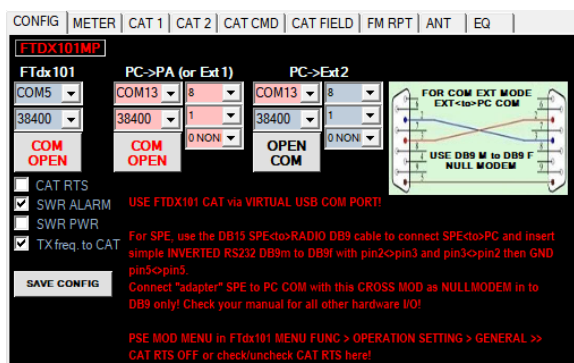 CONFIG METER CAT 1 CAT 2 CAT CMD CAT FIELD FM RPT ANT EQ
FTDX101MP
FTdx101 PC->PA (or Ext1) PC->Ext2
COM5 COM13 8 COM13 8
38400 38400 1 38400 1
COM OPEN
0 NON
COM OPEN
0 NON
OPEN COM
FOR COM EXT MODE
EXT<to>PC COM
USE DB9 M to DB9 F
NULL MODEM
CAT RTS
SWR ALARM
SWR PWR
TX freq. to CAT
SAVE CONFIG
USE FTDX101 CAT via VIRTUAL USB COM PORT!
For SPE, use the DB15 SPE<to>RADIO DB9 cable to connect SPE<to>PC and insert
simple INVERTED RS232 DB9m to DB9f with pin2<>pin3 and pin3<>pin2 then GND
pin5<>pin5,
Connect "adapter" SPE to PC COM with this CROSS MOD as NULLMODEM in to
DB9 only! Check your manual for all other hardware I/O!
PSE MOD MENU in FTdx101 MENU FUNC > OPERATION SETTING > GENERAL >>
CAT RTS OFF or check/uncheck CAT RTS here!